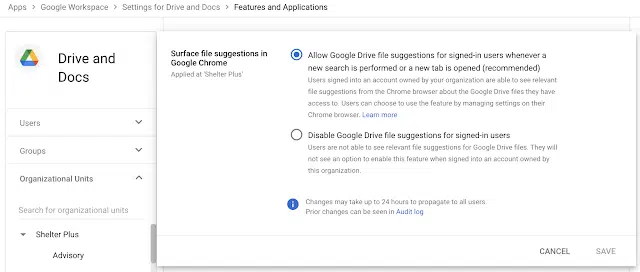 Apps > Google Workspace > Settings for Drive and Docs > Features and Applications
Drive and
Docs
Users
Groups
Organizational Units
Search for organizational units
Shelter Plus
Advisory
Surface file suggestions in
Google Chrome
Applied at 'Shelter Plus'
Allow Google Drive file suggestions for signed-in users whenever a
new search is performed or a new tab is opened (recommended)
Users signed into an account owned by your organization are able to see relevant
file suggestions from the Chrome browser about the Google Drive files they have
access to. Users can choose to use the feature by managing settings on their
Chrome browser. Learn more
Disable Google Drive file suggestions for signed-in users
Users are not able to see relevant file suggestions for Google Drive files. They will
not see an option to enable this feature when signed into an account owned by
this organization.
Changes may take up to 24 hours to propagate to all users.
Prior changes can be seen in Audit log
CANCEL
SAVE